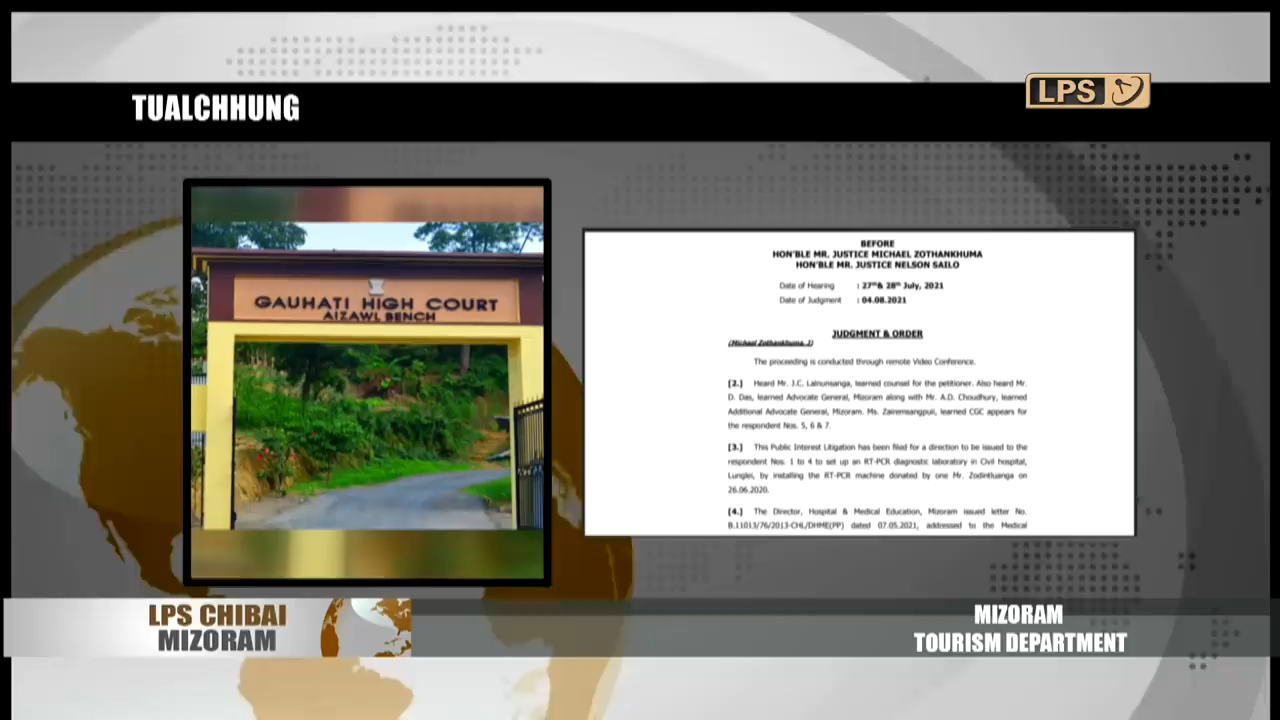 TUALCHHUNG
LPS
GAUHATI HIGH COURT
AIZAWL BENCH
BEFORE
HON'BLE MR. JUSTICE MICHAEL ZOTHANKHUMA
HON'BLE MR. JUSTICE NELSON SAILO
Date of Hearing : 27th& 28th July, 2021
Date of Judgment : 04.08.2021
JUDGMENT & ORDER
(Michael Zothankhuma, J)
The proceeding is conducted through remote Video Conference.
[2.] Heard Mr. J.C. Lalnunsanga, learned counsel for the petitioner. Also heard Mr.
D. Das, learned Advocate General, Mizoram along with Mr. A.D. Choudhury, learned
Additional Advocate General, Mizoram. Ms. Zairemsangpuii, learned CGC appears for
the respondent Nos. 5, 6 & 7.
[3.] This Public Interest Litigation has been filed for a direction to be issued to the
respondent Nos. 1 to 4 to set up an RT-PCR diagnostic laboratory in Civil hospital,
Lunglei, by installing the RT-PCR machine donated by one Mr. Zodintluanga on
26.06.2020.
[4.] The Director, Hospital & Medical Education, Mizoram issued letter No.
B.11013/76/2013-CHL/DHME(PP) dated 07.05.2021, addressed to the Medical
LPS CHIBAI
MIZORAM
MIZORAM
TOURISM DEPARTMENT